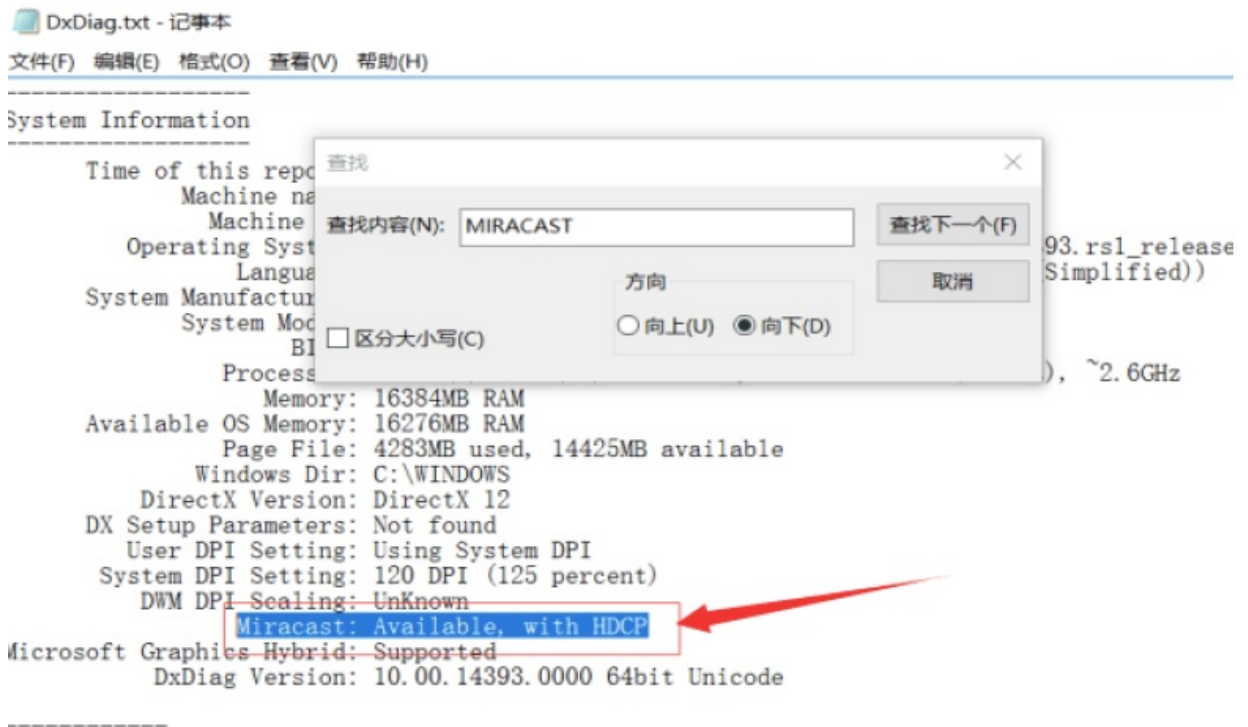 DxDiag.txt - 记事本
文件(F) 编辑(E) 格式(O) 查看(V) 帮助(H)
------------------
System Information
------------------
Time of this repo
Machine na
Machine
Operating Syst 93.rs1_release
Langua Simplified))
System Manufactur
System Mod
BI
Process ), ~2.6GHz
查找
查找内容(N): MIRACAST 查找下一个(F)
方向 取消
区分大小写(C) 向上(U) 向下(D)
Memory: 16384MB RAM
Available OS Memory: 16276MB RAM
Page File: 4283MB used, 14425MB available
Windows Dir: C:\WINDOWS
DirectX Version: DirectX 12
DX Setup Parameters: Not found
User DPI Setting: Using System DPI
System DPI Setting: 120 DPI (125 percent)
DWM DPI Scaling: UnKnown
Miracast: Available, with HDCP
Microsoft Graphics Hybrid: Supported
DxDiag Version: 10.00.14393.0000 64bit Unicode
------------